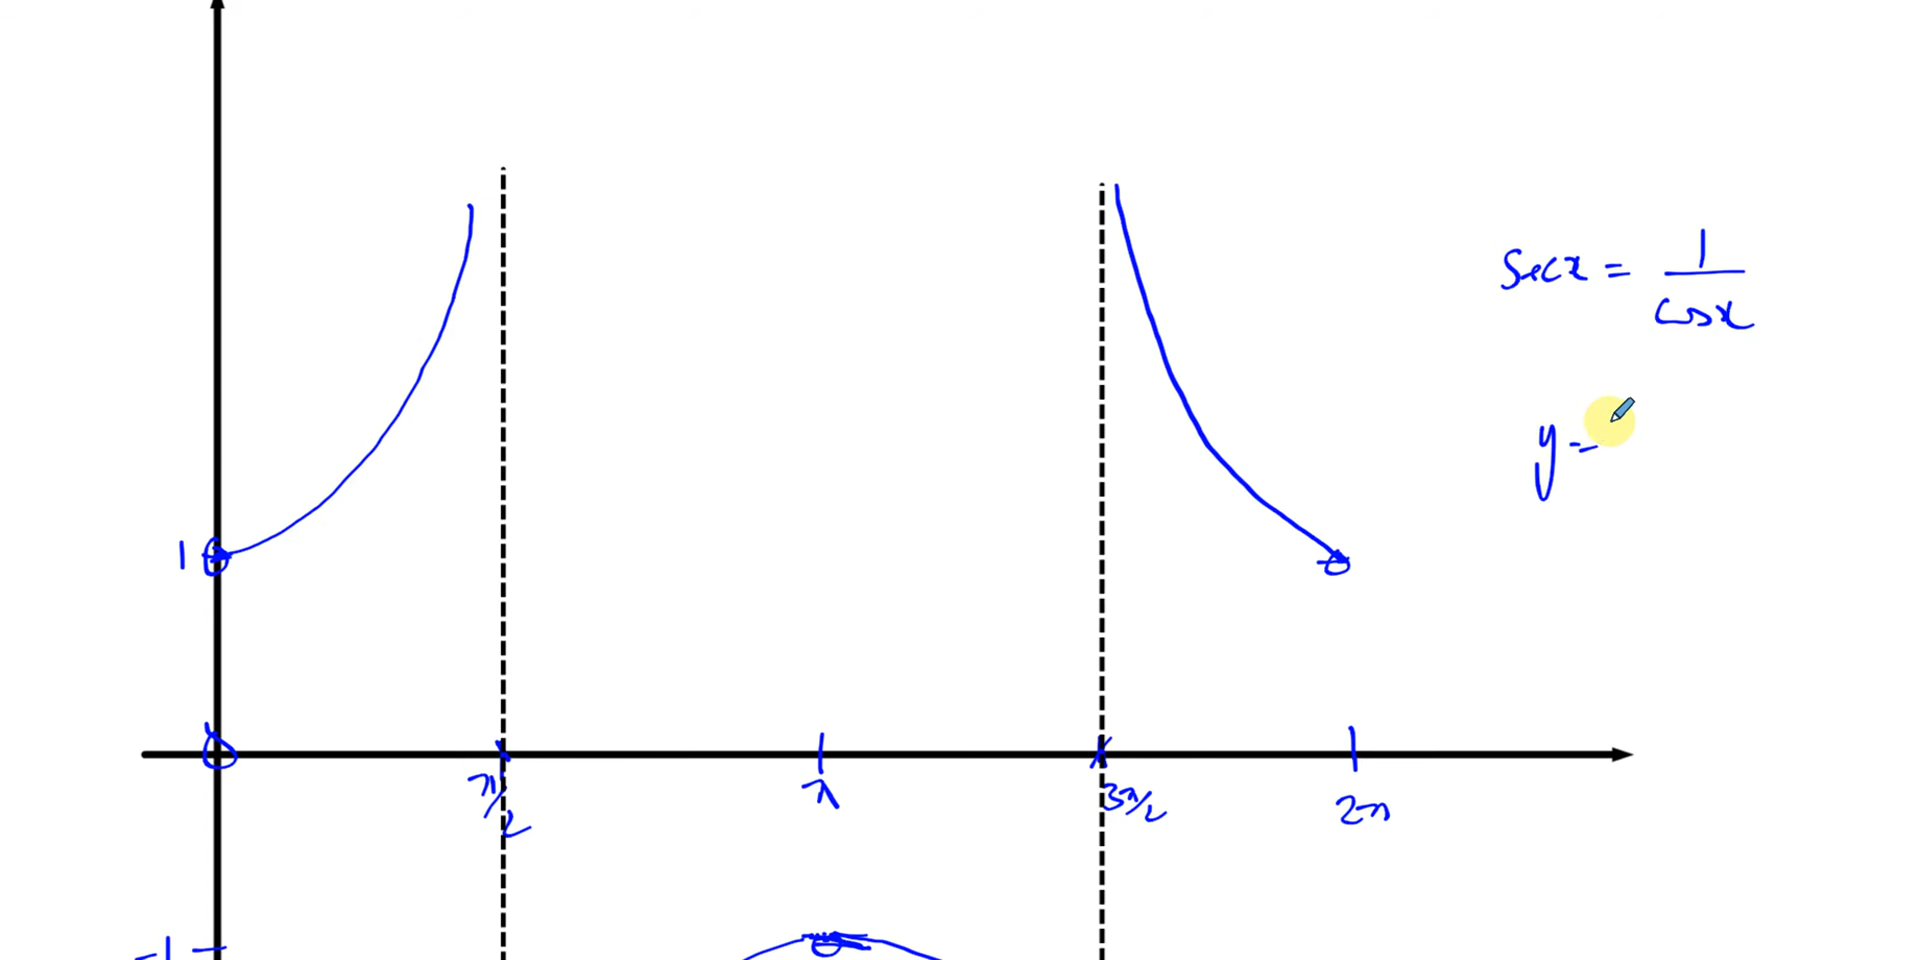 sec x = 1/cos x
y =
1
0
π/2
π
3π/2
2π
-1